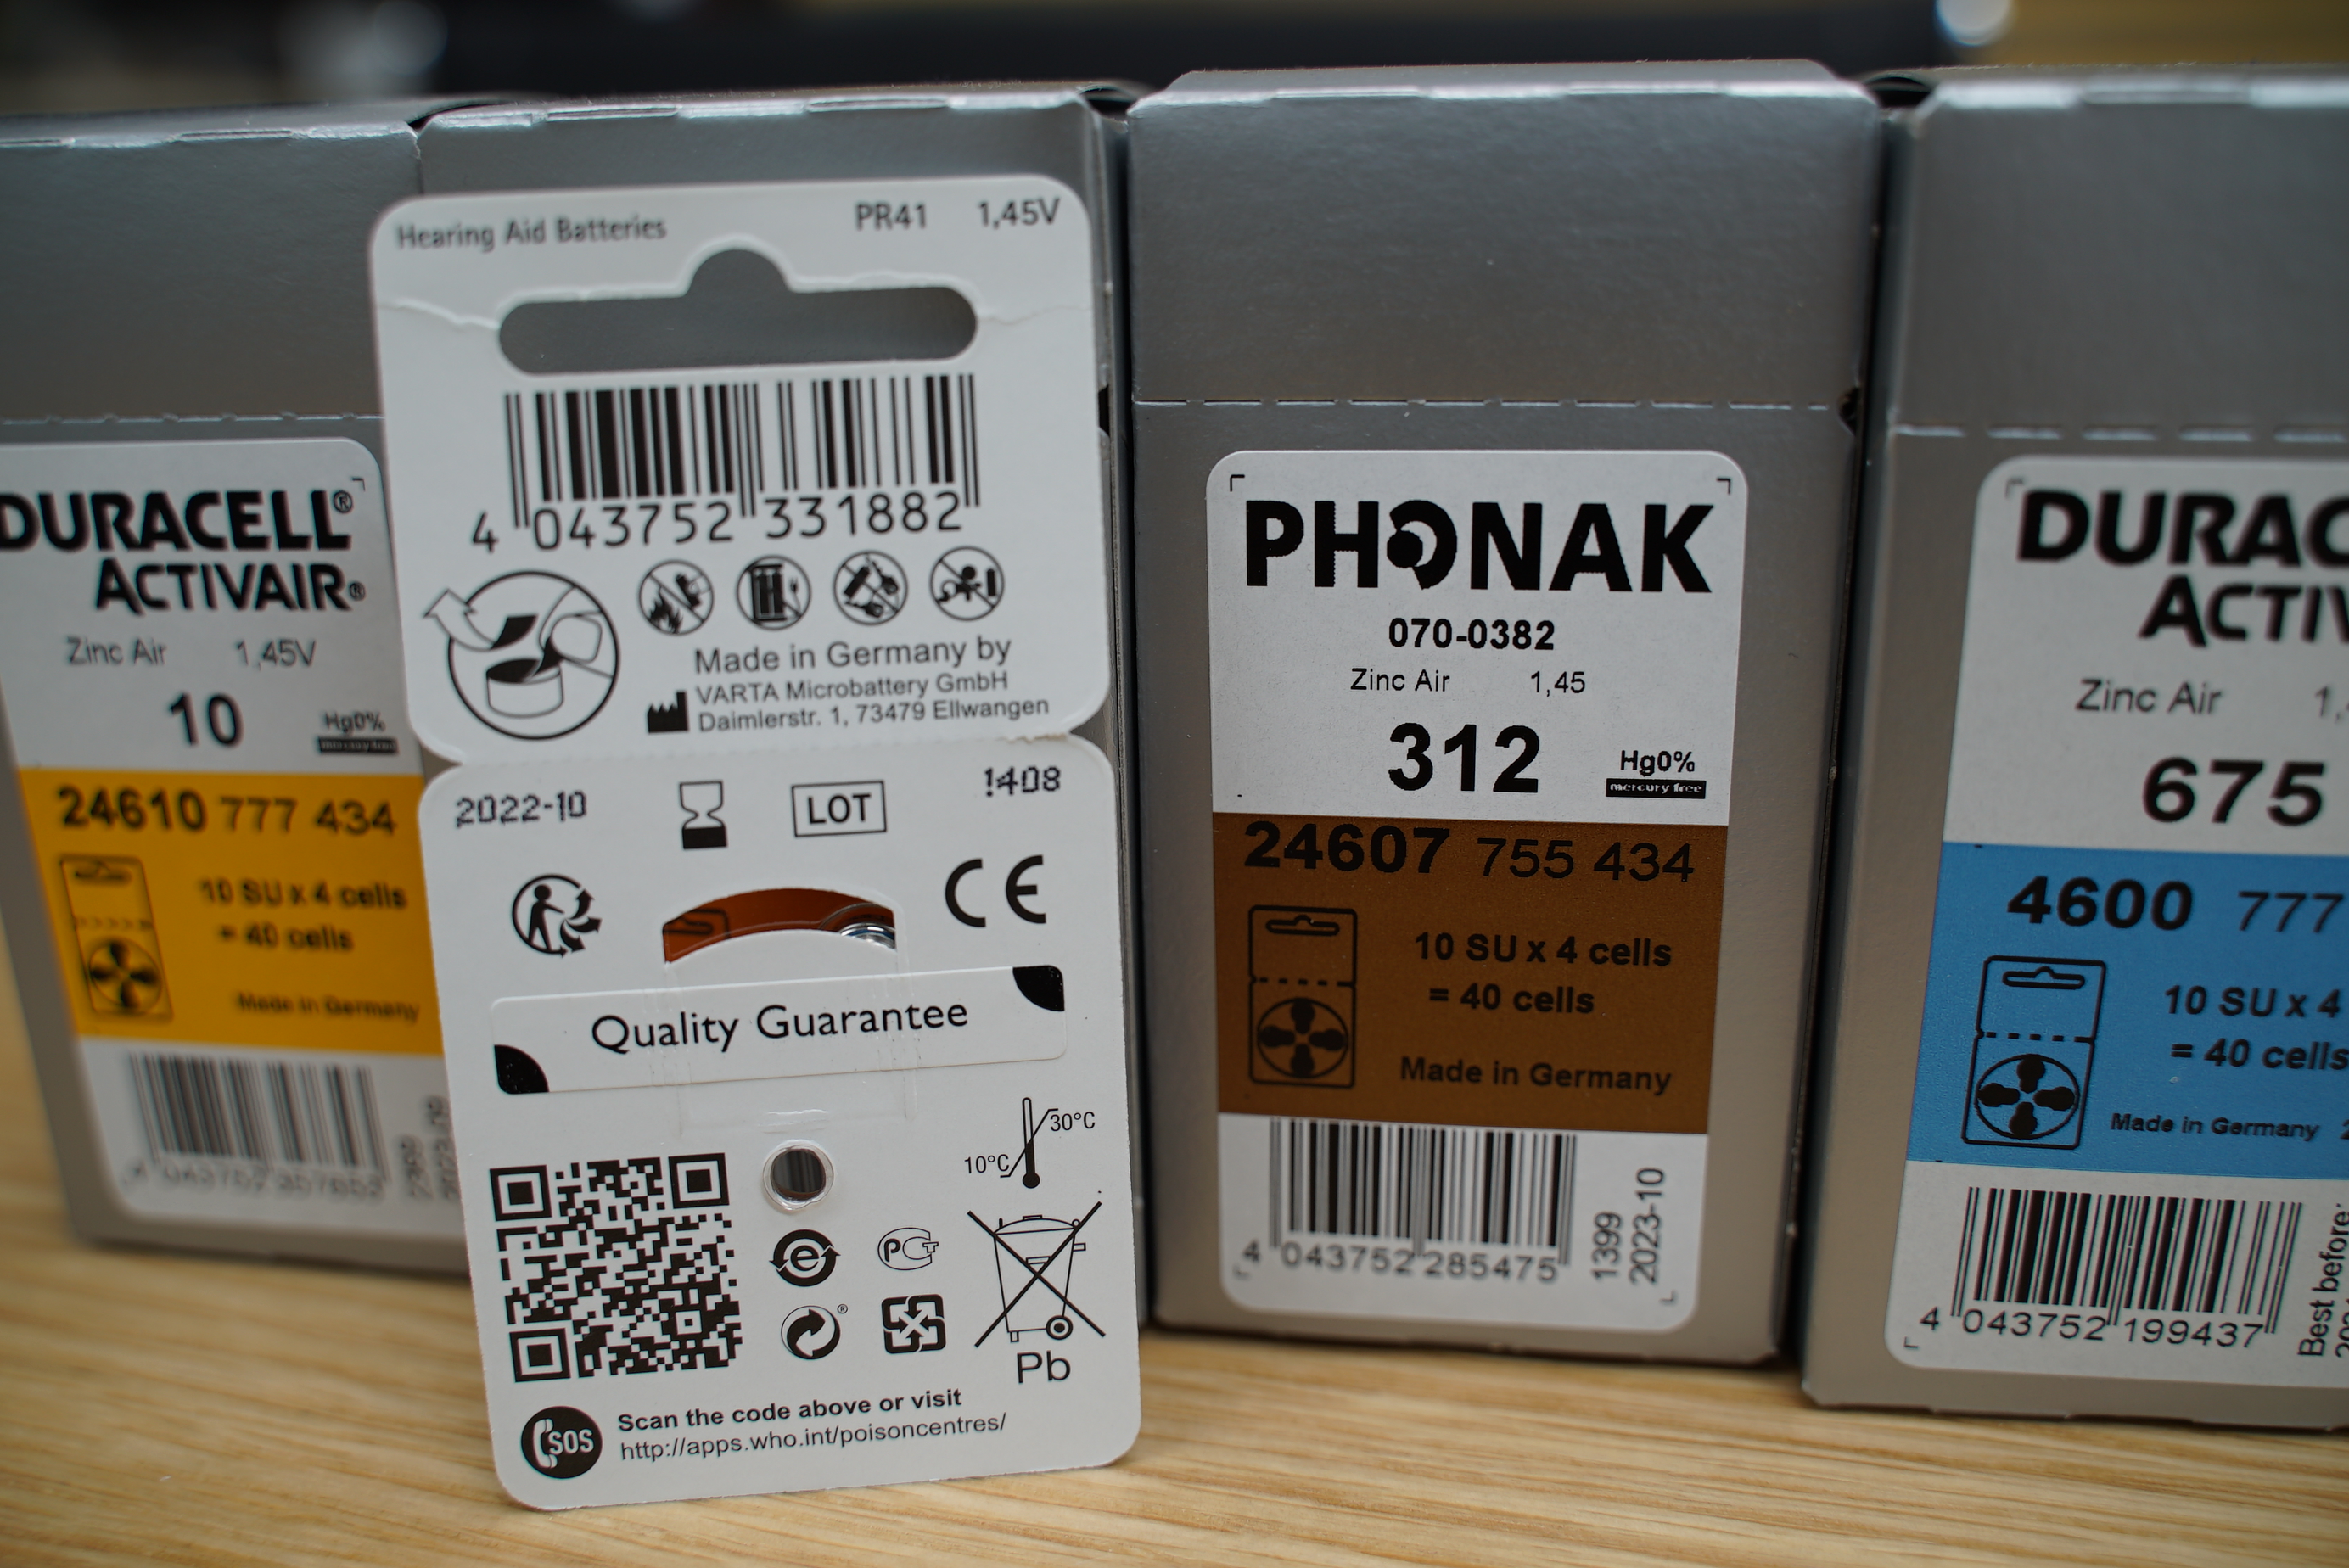 DURACELL®
ACTIVAIR®
Zinc Air 1,45V
10
Hg0%
mercury free
24610 777 434
10 SU x 4 cells
= 40 cells
Made in Germany
Hearing Aid Batteries PR41 1,45V
4 043752 331882
Made in Germany by
VARTA Microbattery GmbH
Daimlerstr. 1, 73479 Ellwangen
2022-10 LOT !408
CE
Quality Guarantee
30°C
10°C
e
PCT
®
Pb
SOS
Scan the code above or visit
http://apps.who.int/poisoncentres/
PHONAK
070-0382
Zinc Air 1,45
312
Hg0%
mercury free
24607 755 434
10 SU x 4 cells
= 40 cells
Made in Germany
4 043752 285475
1399
2023-10
DURAC
ACTIV
Zinc Air 1,
675
4600 777
10 SU x 4
= 40 cells
Made in Germany
4 043752 199437
Best before: